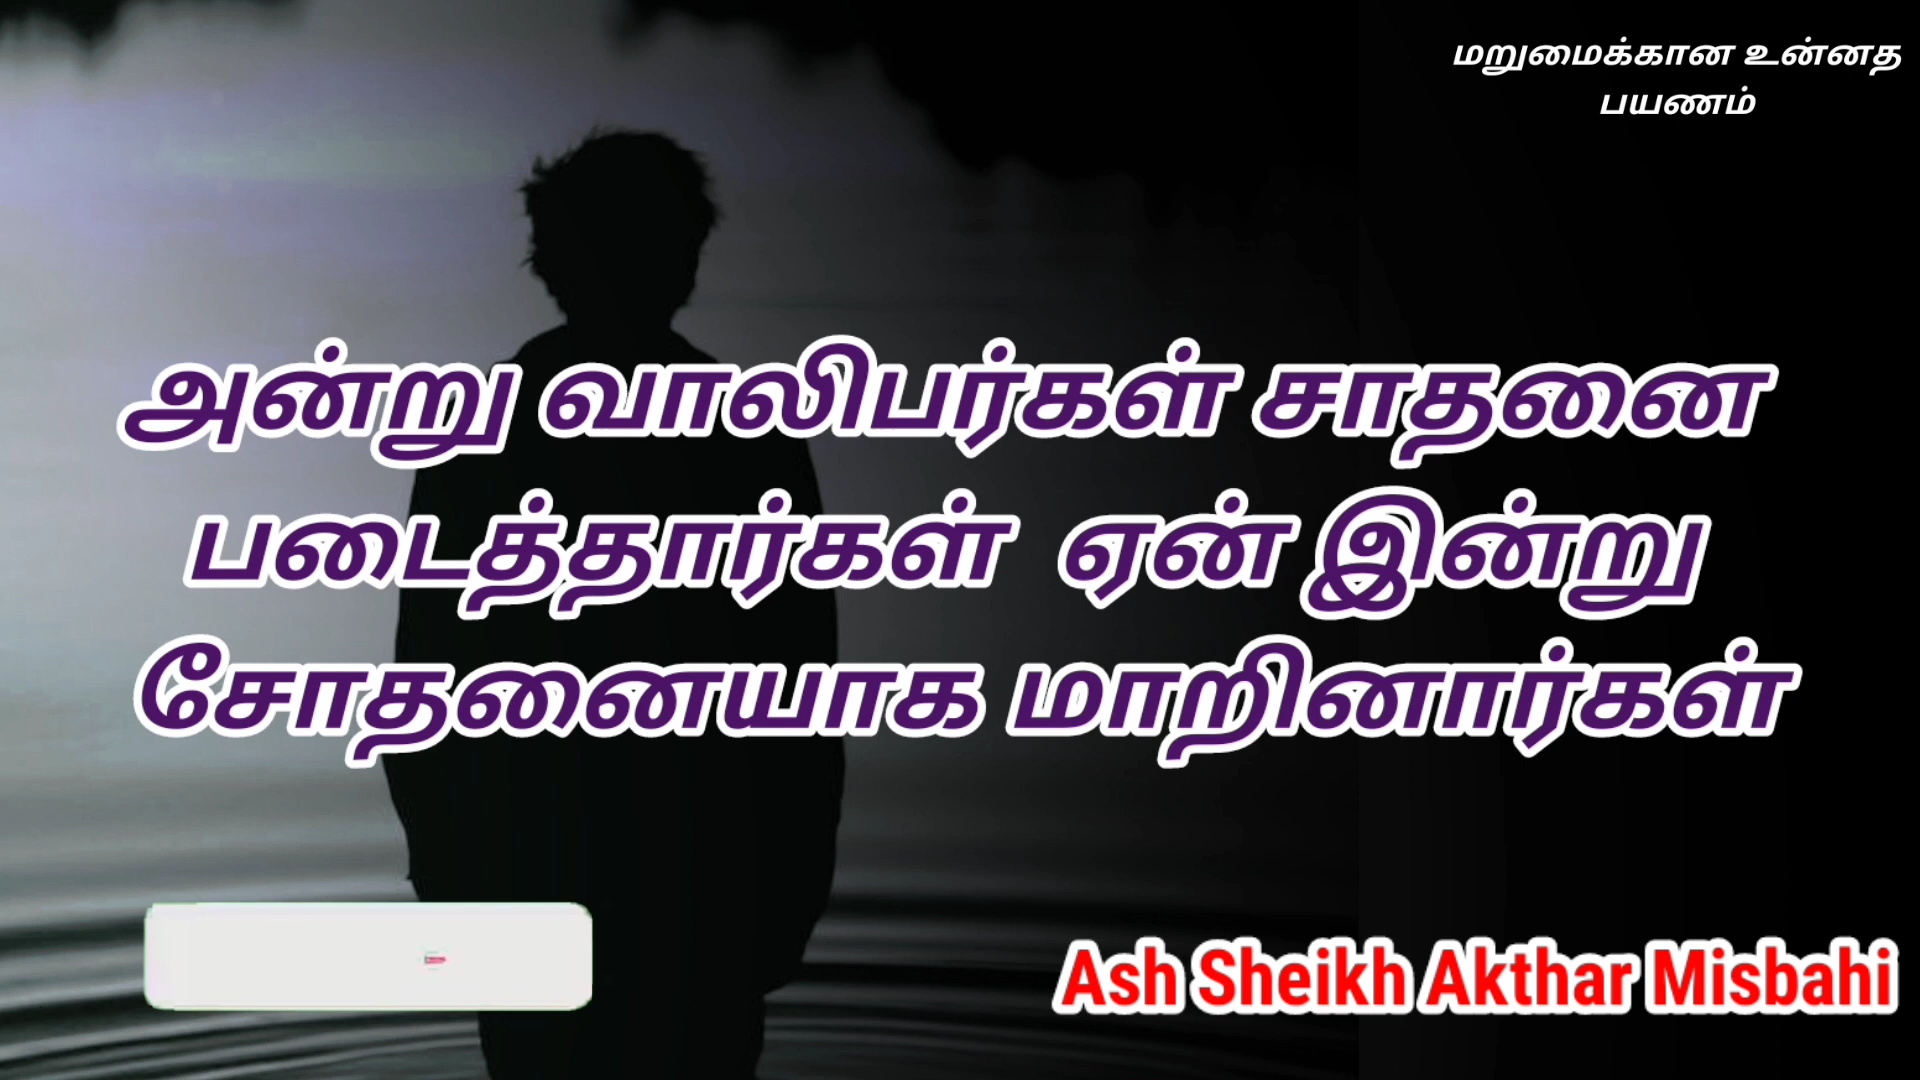 மறுமைக்கான உன்னத
பயணம்
அன்று வாலிபர்கள் சாதனை
படைத்தார்கள் ஏன் இன்று
சோதனையாக மாறினார்கள்
Ash Sheikh Akthar Misbahi